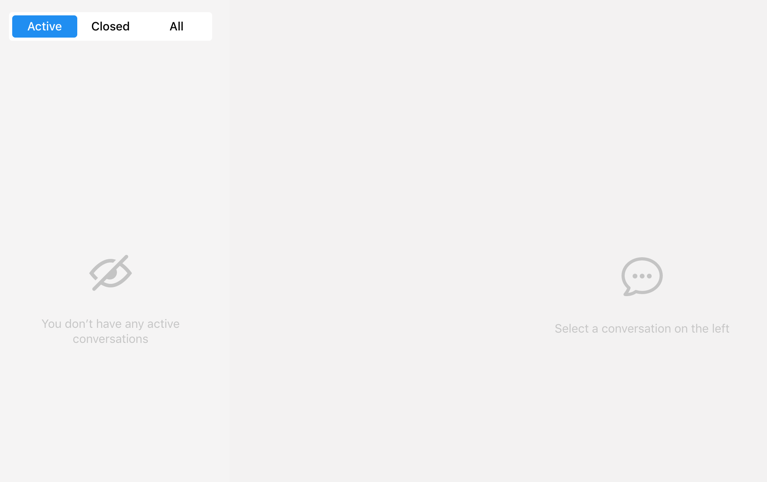 Active Closed All
You don't have any active
conversations
Select a conversation on the left